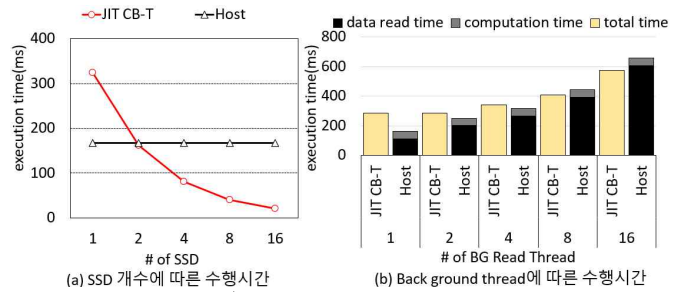 JIT CB-T Host
execution time(ms)
400
300
200
100
0
1 2 4 8 16
# of SSD
(a) SSD 개수에 따른 수행시간
data read time computation time total time
execution time(ms)
800
600
400
200
0
JIT CB-T Host JIT CB-T Host JIT CB-T Host JIT CB-T Host JIT CB-T Host
1 2 4 8 16
# of BG Read Thread
(b) Back ground thread에 따른 수행시간